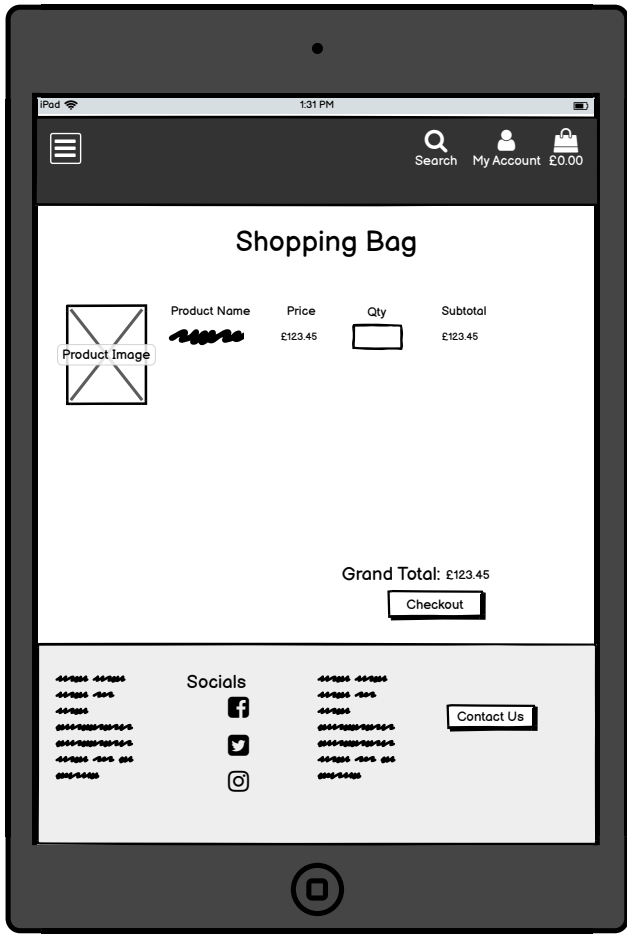 iPad 1:31 PM
Search My Account £0.00
Shopping Bag
Product Name Price Qty Subtotal
Product Image
£123.45 £123.45
Grand Total: £123.45
Checkout
Socials
Contact Us